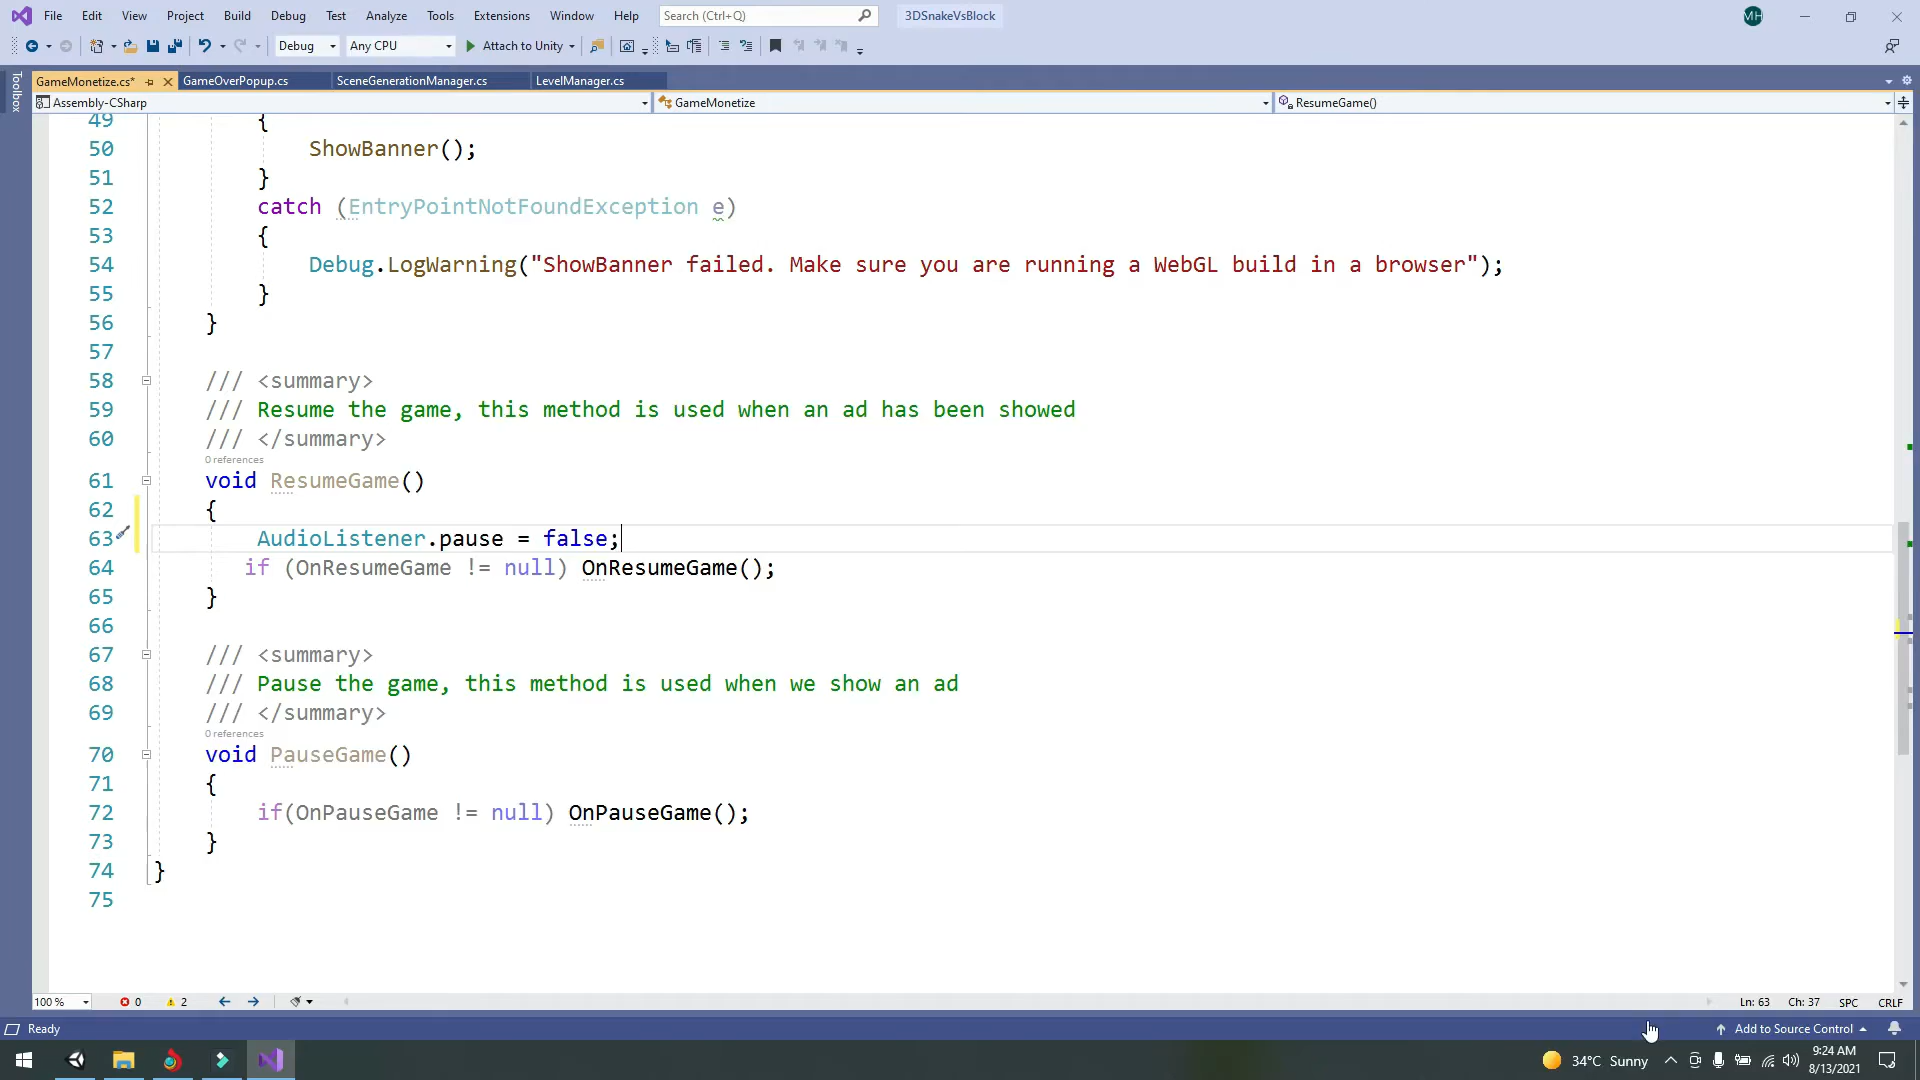 File Edit View Project Build Debug Test Analyze Tools Extensions Window Help Search (Ctrl+Q) 3DSnakeVsBlock MH
Debug Any CPU Attach to Unity
GameMonetize.cs* GameOverPopup.cs SceneGenerationManager.cs LevelManager.cs
Toolbox
Assembly-CSharp GameMonetize ResumeGame()
49 {
50 ShowBanner();
51 }
52 catch (EntryPointNotFoundException e)
53 {
54 Debug.LogWarning("ShowBanner failed. Make sure you are running a WebGL build in a browser");
55 }
56 }
57
58 /// <summary>
59 /// Resume the game, this method is used when an ad has been showed
60 /// </summary>
0 references
61 void ResumeGame()
62 {
63 AudioListener.pause = false;
64 if (OnResumeGame != null) OnResumeGame();
65 }
66
67 /// <summary>
68 /// Pause the game, this method is used when we show an ad
69 /// </summary>
0 references
70 void PauseGame()
71 {
72 if(OnPauseGame != null) OnPauseGame();
73 }
74 }
75
100 % 0 2 Ln: 63 Ch: 37 SPC CRLF
Ready Add to Source Control
34°C Sunny 9:24 AM
8/13/2021